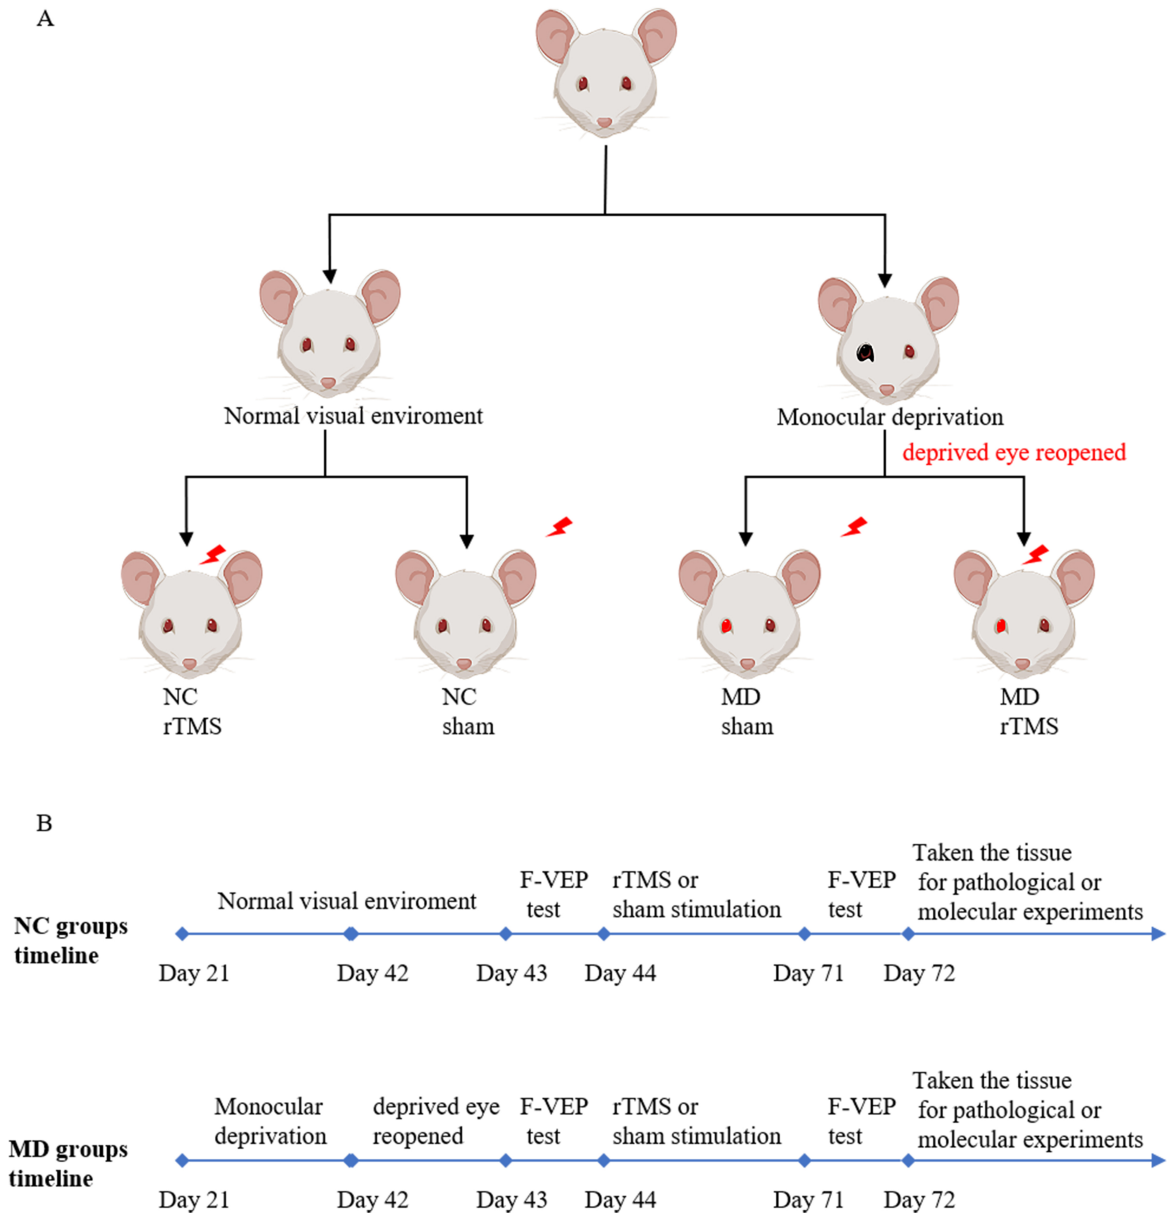 A
Normal visual enviroment
Monocular deprivation
deprived eye reopened
NC
rTMS
NC
sham
MD
sham
MD
rTMS
B
NC groups
timeline
Normal visual enviroment
F-VEP
test
rTMS or
sham stimulation
F-VEP
test
Taken the tissue
for pathological or
molecular experiments
Day 21
Day 42
Day 43
Day 44
Day 71
Day 72
MD groups
timeline
Monocular
deprivation
deprived eye
reopened
F-VEP
test
rTMS or
sham stimulation
F-VEP
test
Taken the tissue
for pathological or
molecular experiments
Day 21
Day 42
Day 43
Day 44
Day 71
Day 72